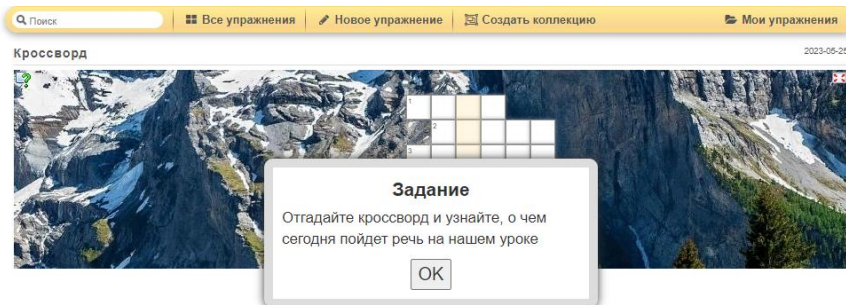 Поиск
Все упражнения
Новое упражнение
Создать коллекцию
Мои упражнения
Кроссворд
2023-05-25
1
2
3
Задание
Отгадайте кроссворд и узнайте, о чем
сегодня пойдет речь на нашем уроке
OK